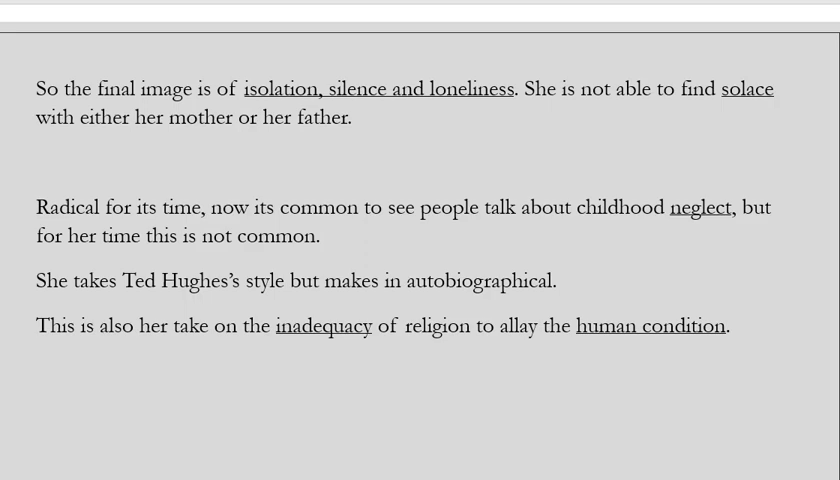 So the final image is of isolation, silence and loneliness. She is not able to find solace
with either her mother or her father.
Radical for its time, now its common to see people talk about childhood neglect, but
for her time this is not common.
She takes Ted Hughes’s style but makes in autobiographical.
This is also her take on the inadequacy of religion to allay the human condition.